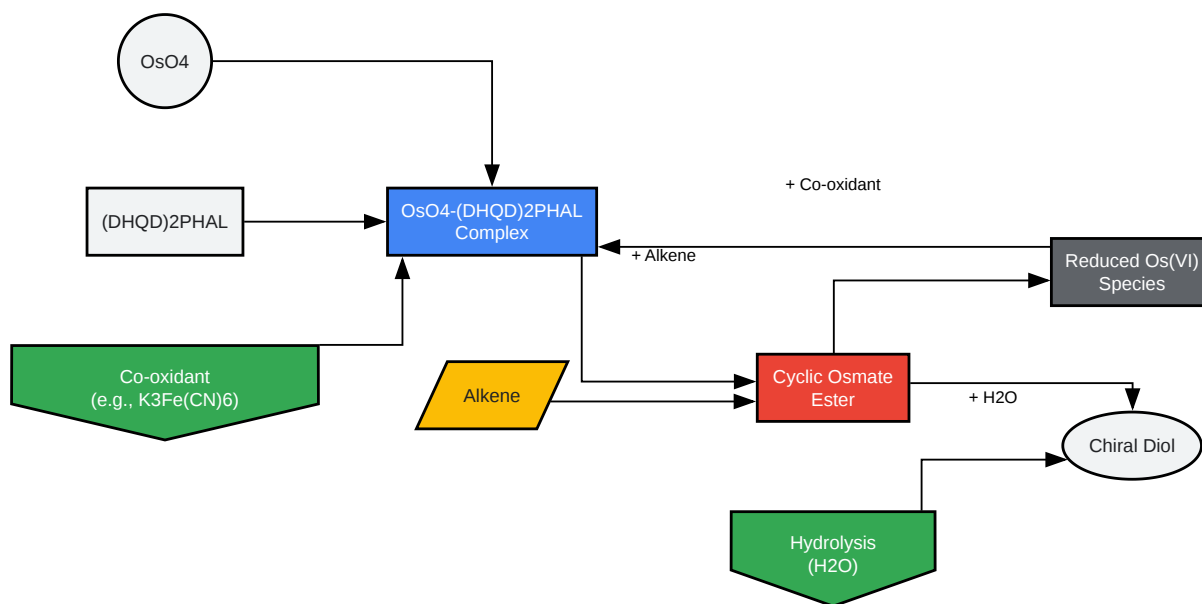 OsO4
+ Co-oxidant
(DHQD)2PHAL
OsO4-(DHQD)2PHAL
Complex
+ Alkene
Reduced Os(VI)
Species
Co-oxidant
(e.g., K3Fe(CN)6)
Alkene
Cyclic Osmate
Ester
+ H2O
Chiral Diol
Hydrolysis
(H2O)